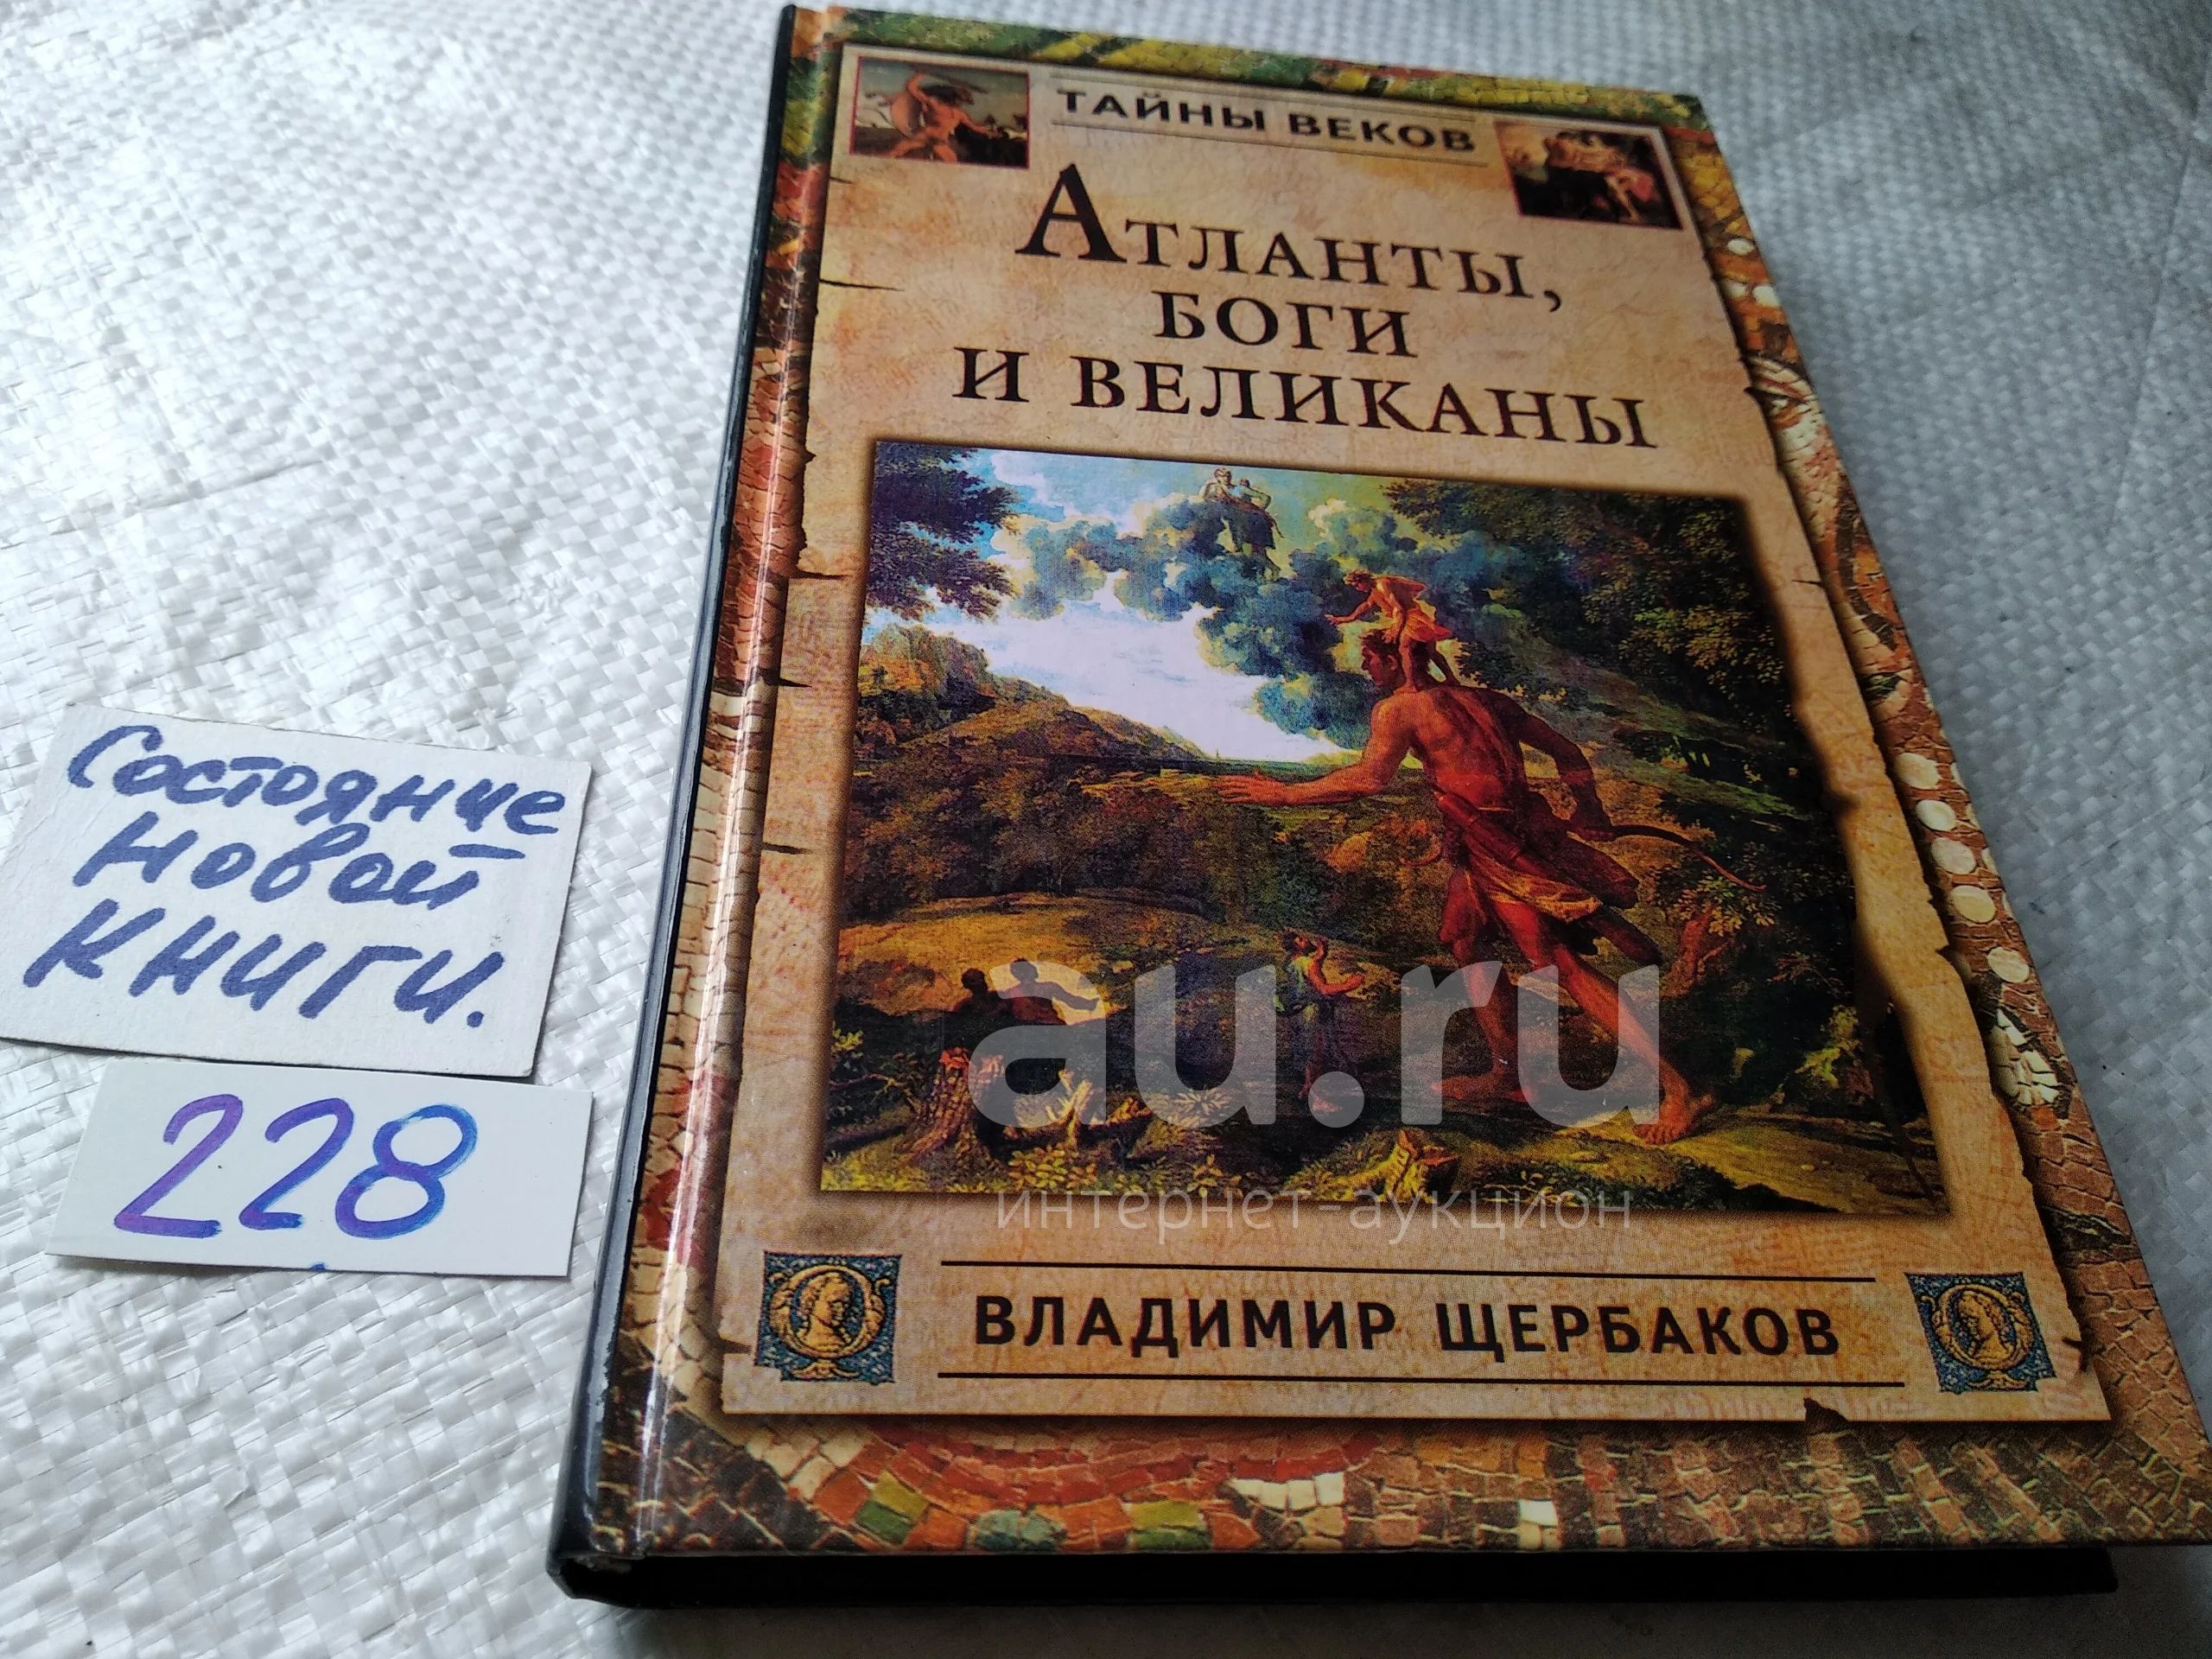 ТАЙНЫ ВЕКОВ
АТЛАНТЫ,
БОГИ
И ВЕЛИКАНЫ
Состояние
новой
книги.
228
au.ru
интернет-аукцион
ВЛАДИМИР ЩЕРБАКОВ